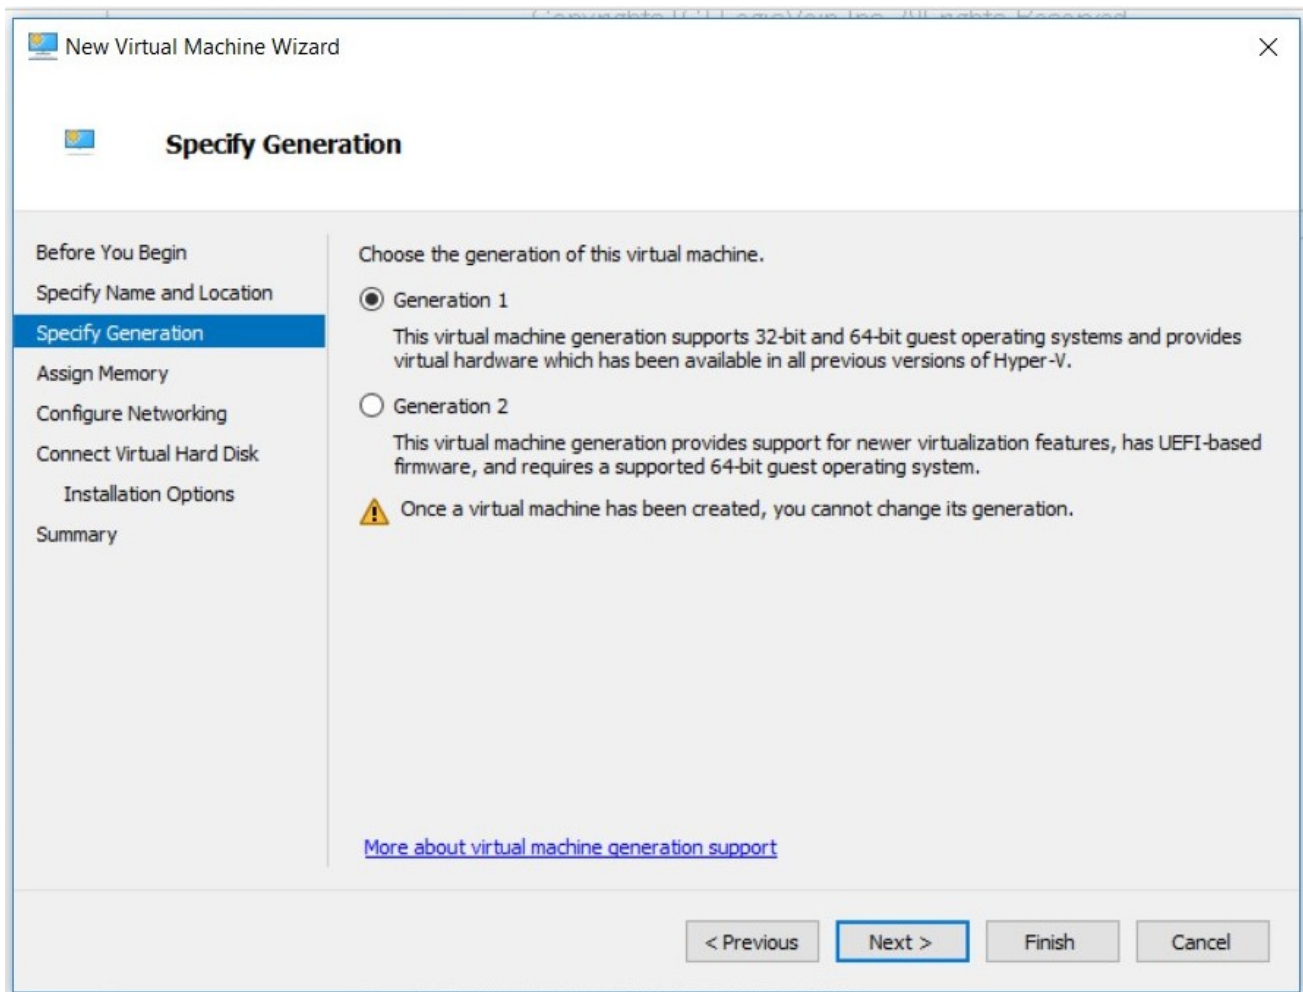 New Virtual Machine Wizard
Specify Generation
Before You Begin
Specify Name and Location
Specify Generation
Assign Memory
Configure Networking
Connect Virtual Hard Disk
Installation Options
Summary
Choose the generation of this virtual machine.
Generation 1
This virtual machine generation supports 32-bit and 64-bit guest operating systems and provides
virtual hardware which has been available in all previous versions of Hyper-V.
Generation 2
This virtual machine generation provides support for newer virtualization features, has UEFI-based
firmware, and requires a supported 64-bit guest operating system.
Once a virtual machine has been created, you cannot change its generation.
More about virtual machine generation support
< Previous
Next >
Finish
Cancel